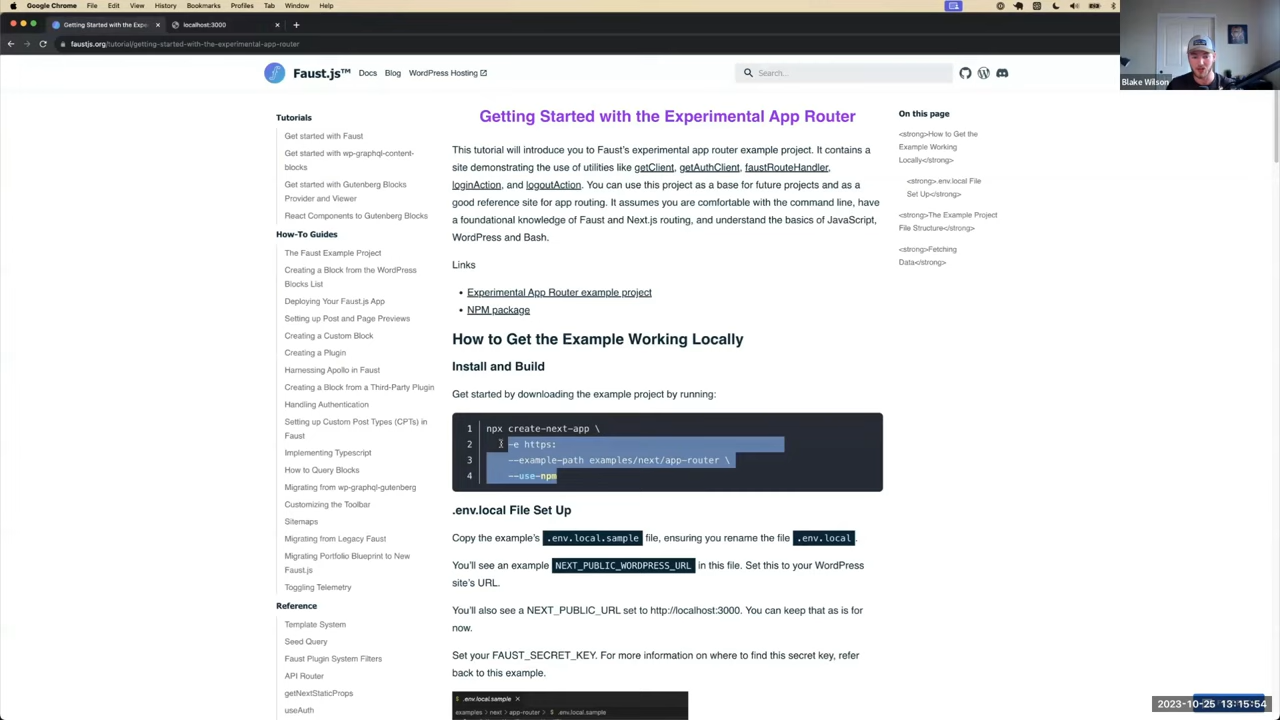 Google Chrome File Edit View History Bookmarks Profiles Tab Window Help
Getting Started with the Exp
localhost:3000
faustjs.org/tutorial/getting-started-with-the-experimental-app-router
Faust.js™ Docs Blog WordPress Hosting Search...
Blake Wilson
Tutorials
Get started with Faust
Get started with wp-graphql-content-
blocks
Get started with Gutenberg Blocks
Provider and Viewer
React Components to Gutenberg Blocks
How-To Guides
The Faust Example Project
Creating a Block from the WordPress
Blocks List
Deploying Your Faust.js App
Setting up Post and Page Previews
Creating a Custom Block
Creating a Plugin
Harnessing Apollo in Faust
Creating a Block from a Third-Party Plugin
Handling Authentication
Setting up Custom Post Types (CPTs) in
Faust
Implementing Typescript
How to Query Blocks
Migrating from wp-graphql-gutenberg
Customizing the Toolbar
Sitemaps
Migrating from Legacy Faust
Migrating Portfolio Blueprint to New
Faust.js
Toggling Telemetry
Reference
Template System
Seed Query
Faust Plugin System Filters
API Router
getNextStaticProps
useAuth
Getting Started with the Experimental App Router
This tutorial will introduce you to Faust's experimental app router example project. It contains a
site demonstrating the use of utilities like getClient, getAuthClient, faustRouteHandler,
loginAction, and logoutAction. You can use this project as a base for future projects and as a
good reference site for app routing. It assumes you are comfortable with the command line, have
a foundational knowledge of Faust and Next.js routing, and understand the basics of JavaScript,
WordPress and Bash.
Links
• Experimental App Router example project
• NPM package
How to Get the Example Working Locally
Install and Build
Get started by downloading the example project by running:
1 npx create-next-app \
2 -e https:
3 --example-path examples/next/app-router \
4 --use-npm
.env.local File Set Up
Copy the example's .env.local.sample file, ensuring you rename the file .env.local.
You'll see an example NEXT_PUBLIC_WORDPRESS_URL in this file. Set this to your WordPress
site's URL.
You'll also see a NEXT_PUBLIC_URL set to http://localhost:3000. You can keep that as is for
now.
Set your FAUST_SECRET_KEY. For more information on where to find this secret key, refer
back to this example.
$ .env.local.sample ×
examples > next > app-router > $ .env.local.sample
On this page
<strong>How to Get the
Example Working
Locally</strong>
<strong>.env.local File
Set Up</strong>
<strong>The Example Project
File Structure</strong>
<strong>Fetching
Data</strong>
2023-10-25 13:15:54